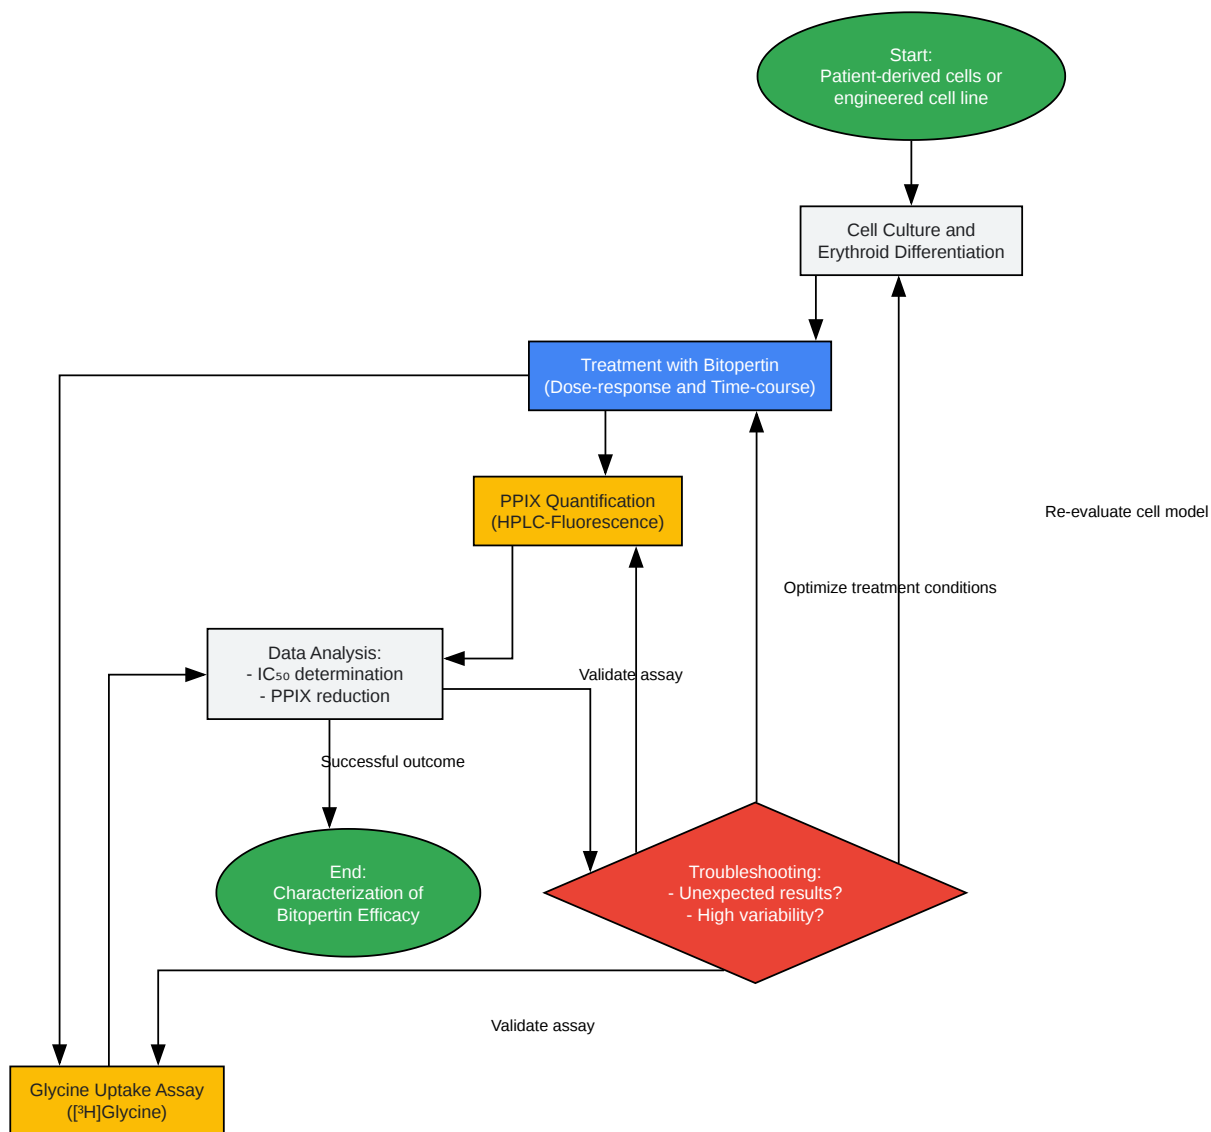 Start:
Patient-derived cells or
engineered cell line
Cell Culture and
Erythroid Differentiation
Treatment with Bitopertin
(Dose-response and Time-course)
PPIX Quantification
(HPLC-Fluorescence)
Re-evaluate cell model
Optimize treatment conditions
Data Analysis:
- IC₅₀ determination
- PPIX reduction
Validate assay
Successful outcome
End:
Characterization of
Bitopertin Efficacy
Troubleshooting:
- Unexpected results?
- High variability?
Validate assay
Glycine Uptake Assay
([³H]Glycine)